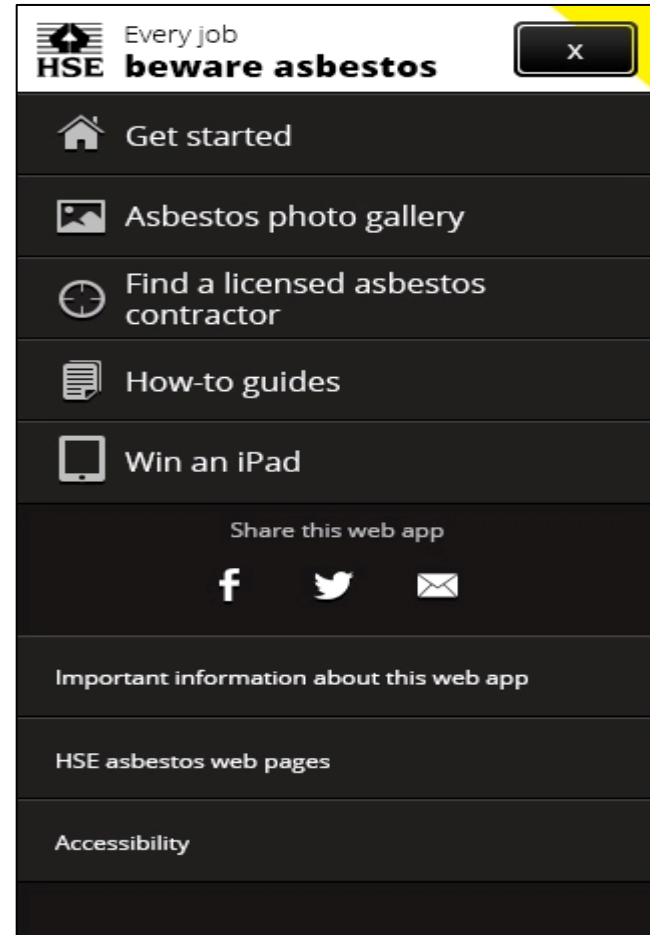 Every job
HSE beware asbestos
x
Get started
Asbestos photo gallery
Find a licensed asbestos
contractor
How-to guides
Win an iPad
Share this web app
Important information about this web app
HSE asbestos web pages
Accessibility